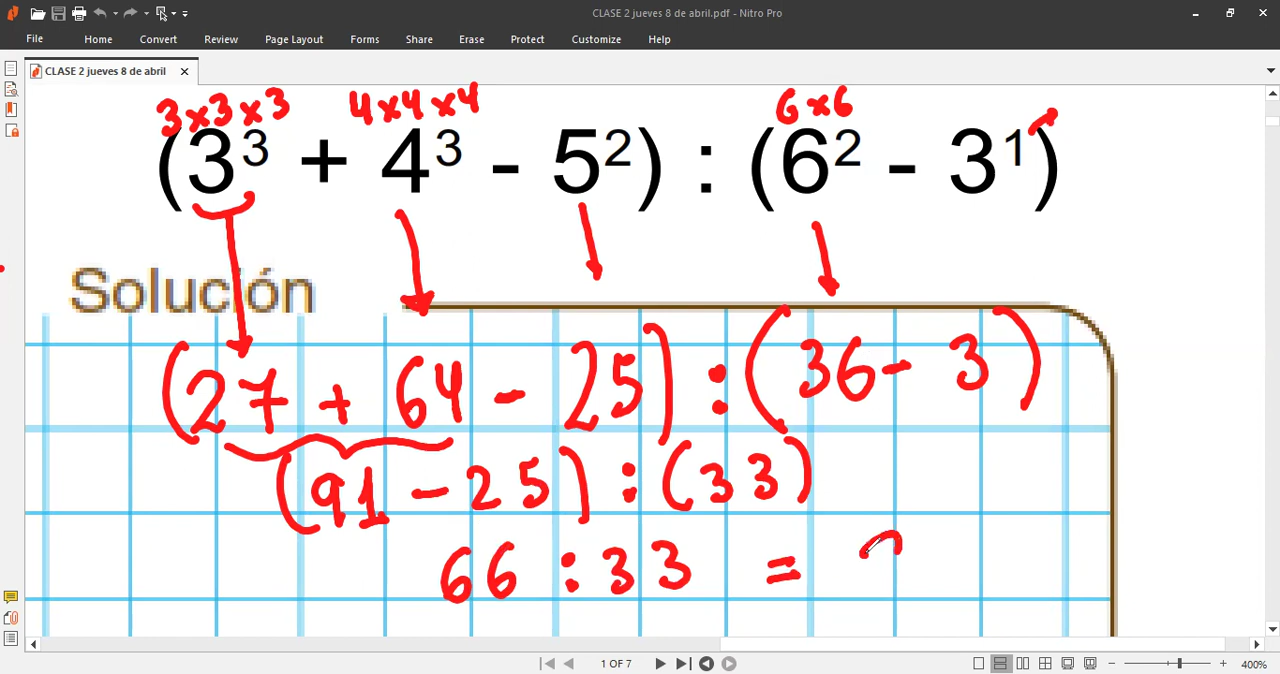 CLASE 2 jueves 8 de abril.pdf - Nitro Pro
File Home Convert Review Page Layout Forms Share Erase Protect Customize Help
CLASE 2 jueves 8 de abril
3x3x3 4x4x4 6x6
(3³ + 4³ - 5²) : (6² - 3¹)
Solución
(27 + 64 - 25) : (36 - 3)
(91 - 25) : (33)
66 : 33 =
1 OF 7 400%